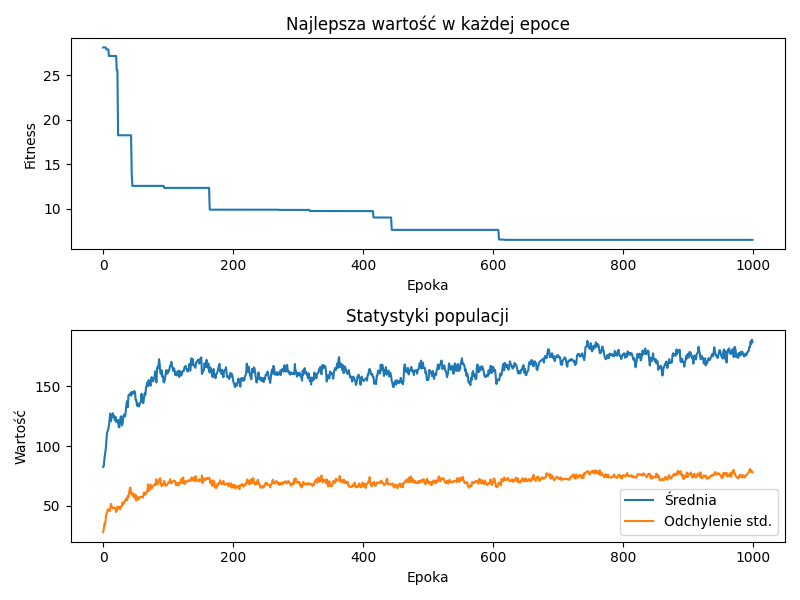 Najlepsza wartość w każdej epoce
Fitness
25
20
15
10
0
200
400
600
800
1000
Epoka
Statystyki populacji
Wartość
150
100
50
Średnia
Odchylenie std.
0
200
400
600
800
1000
Epoka